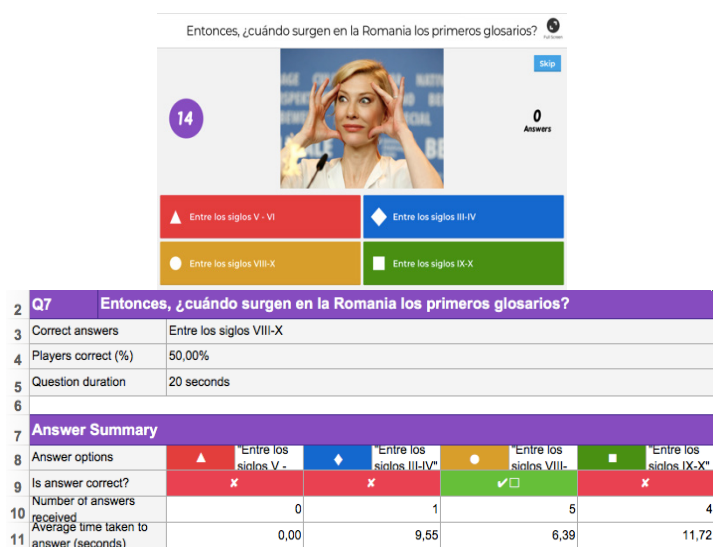 Entonces, ¿cuándo surgen en la Romania los primeros glosarios?
Full Screen
Skip
14
0
Answers
Entre los siglos V - VI
Entre los siglos III-IV
Entre los siglos VIII-X
Entre los siglos IX-X
2 Q7 Entonces, ¿cuándo surgen en la Romania los primeros glosarios?
3 Correct answers Entre los siglos VIII-X
4 Players correct (%) 50,00%
5 Question duration 20 seconds
6
7 Answer Summary
8 Answer options "Entre los siglos V - "Entre los siglos III-IV" "Entre los siglos VIII- "Entre los siglos IX-X"
9 Is answer correct?
10 Number of answers received 0 1 5 4
11 Average time taken to answer (seconds) 0,00 9,55 6,39 11,72